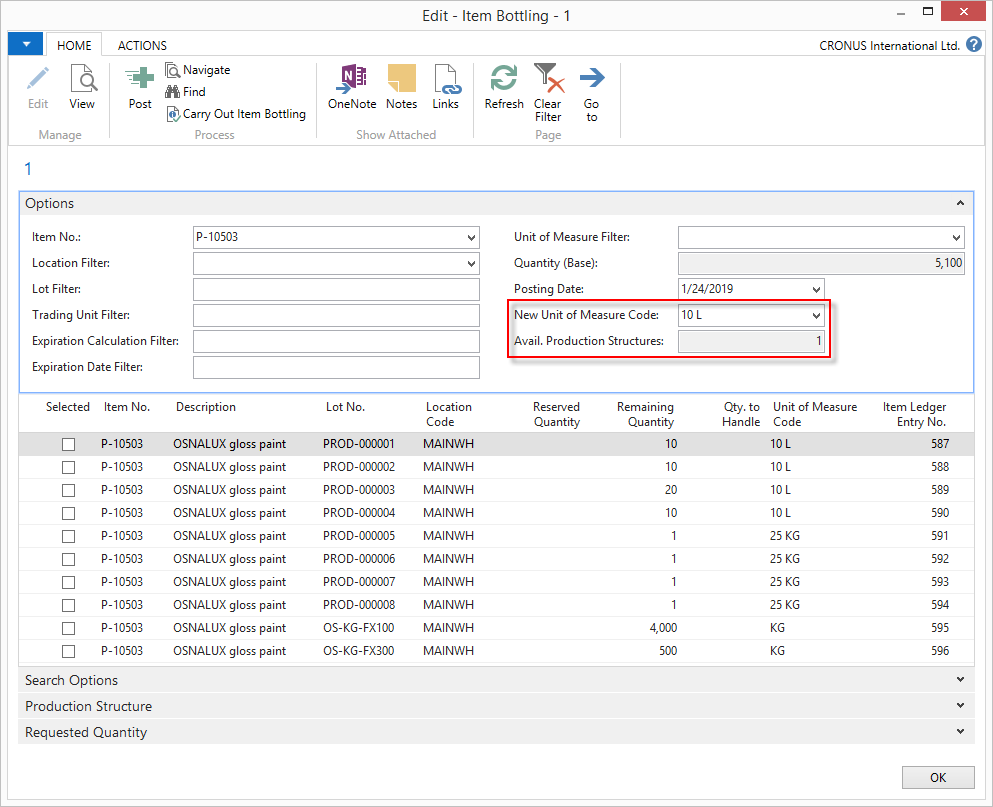 Edit - Item Bottling - 1
HOME ACTIONS CRONUS International Ltd. ?
Edit View Post Navigate Find Carry Out Item Bottling OneNote Notes Links Refresh Clear Filter Go to
Manage Process Show Attached Page
1
Options
Item No.: P-10503 Unit of Measure Filter:
Location Filter: Quantity (Base): 5,100
Lot Filter: Posting Date: 1/24/2019
Trading Unit Filter: New Unit of Measure Code: 10 L
Expiration Calculation Filter: Avail. Production Structures: 1
Expiration Date Filter:
Selected Item No. Description Lot No. Location Code Reserved Quantity Remaining Quantity Qty. to Handle Unit of Measure Code Item Ledger Entry No.
P-10503 OSNALUX gloss paint PROD-000001 MAINWH 10 10 L 587
P-10503 OSNALUX gloss paint PROD-000002 MAINWH 10 10 L 588
P-10503 OSNALUX gloss paint PROD-000003 MAINWH 20 10 L 589
P-10503 OSNALUX gloss paint PROD-000004 MAINWH 10 10 L 590
P-10503 OSNALUX gloss paint PROD-000005 MAINWH 1 25 KG 591
P-10503 OSNALUX gloss paint PROD-000006 MAINWH 1 25 KG 592
P-10503 OSNALUX gloss paint PROD-000007 MAINWH 1 25 KG 593
P-10503 OSNALUX gloss paint PROD-000008 MAINWH 1 25 KG 594
P-10503 OSNALUX gloss paint OS-KG-FX100 MAINWH 4,000 KG 595
P-10503 OSNALUX gloss paint OS-KG-FX300 MAINWH 500 KG 596
Search Options
Production Structure
Requested Quantity
OK